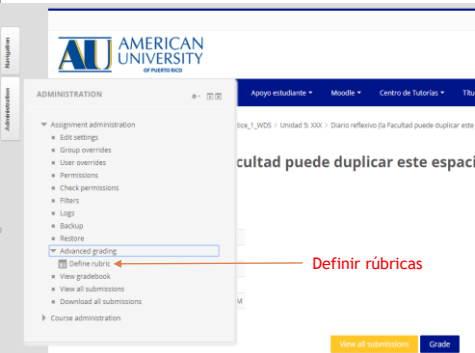 Navigation
Administration
AU
AMERICAN
UNIVERSITY
OF PUERTO RICO
ADMINISTRATION
Apoyo estudiante
Moodle
Centro de Tutorías
Assignment administration
Edit settings
Group overrides
User overrides
Permissions
Check permissions
Filters
Logs
Backup
Restore
Advanced grading
Define rubric
View gradebook
View all submissions
Download all submissions
Course administration
tice_1_WDS > Unidad 5: XXX > Diario reflexivo (la Facultad puede duplicar este
cultad puede duplicar este espaci
Definir rúbricas
M
View all submissions
Grade